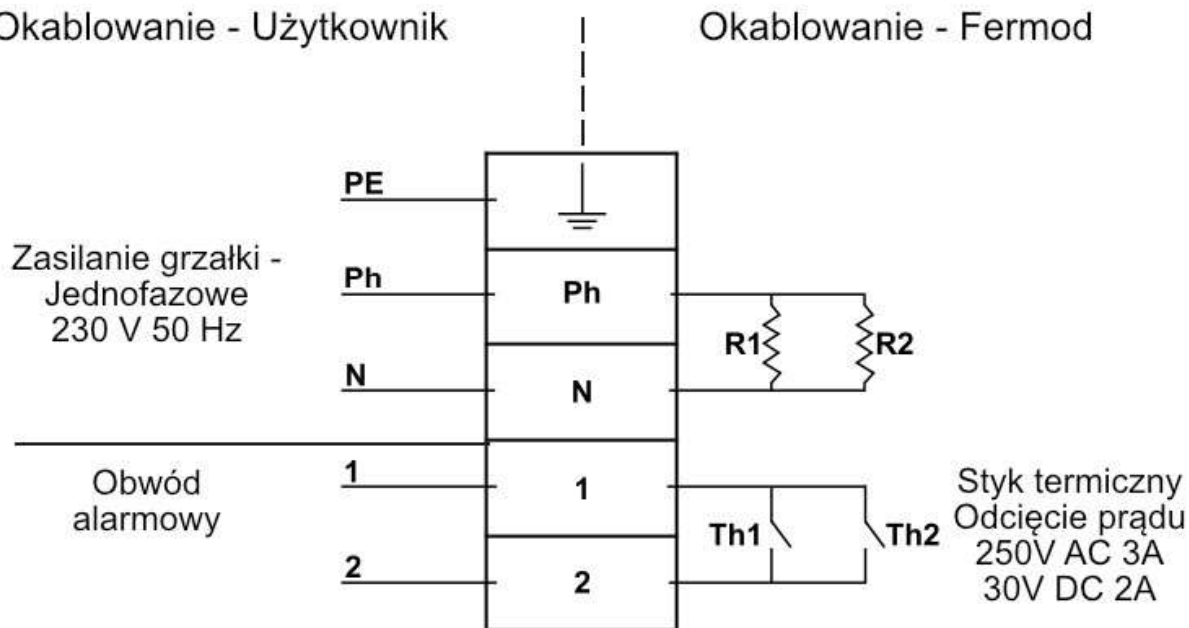 Okablowanie - Użytkownik
Okablowanie - Fermod
PE
Zasilanie grzałki -
Jednofazowe
230 V 50 Hz
Ph
Ph
N
N
R1
R2
Obwód
alarmowy
1
1
2
2
Th1
Th2
Styk termiczny
Odcięcie prądu
250V AC 3A
30V DC 2A